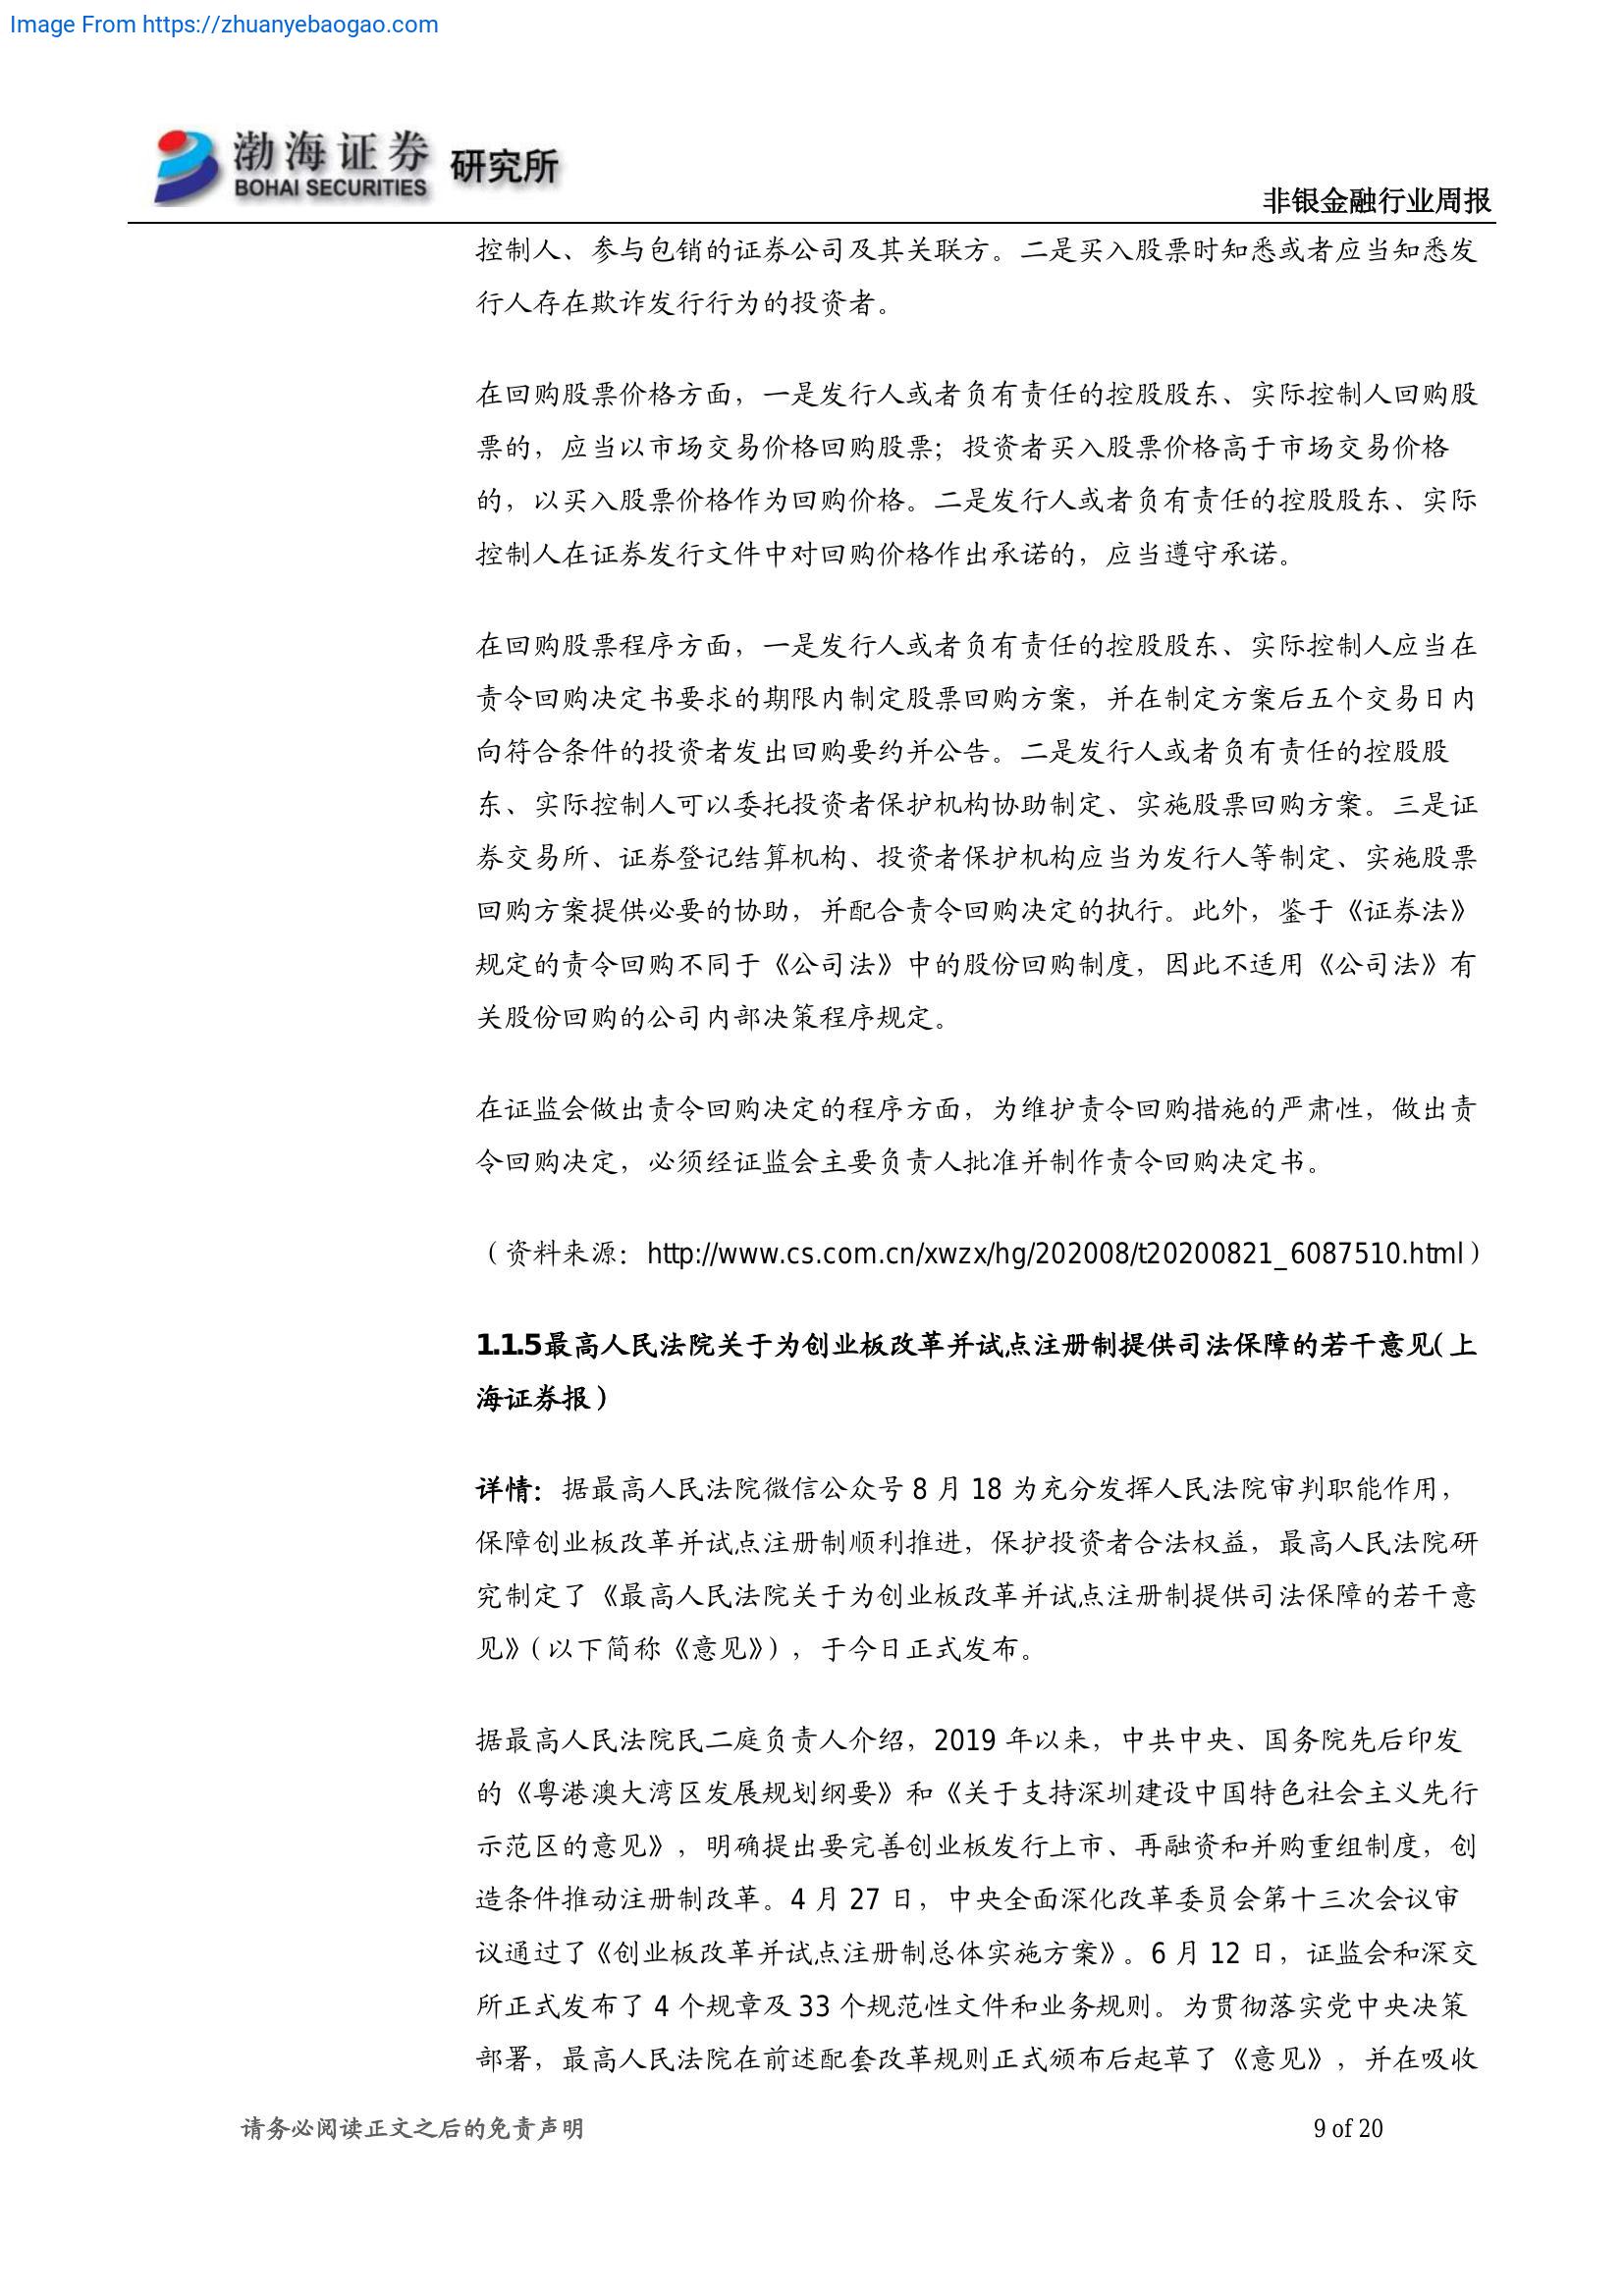 Image From https://zhuanyebaogao.com
渤海证券
BOHAI SECURITIES
研究所
非银金融行业周报
控制人、参与包销的证券公司及其关联方。二是买入股票时知悉或者应当知悉发
行人存在欺诈发行行为的投资者。
在回购股票价格方面，一是发行人或者负有责任的控股股东、实际控制人回购股
票的，应当以市场交易价格回购股票；投资者买入股票价格高于市场交易价格
的，以买入股票价格作为回购价格。二是发行人或者负有责任的控股股东、实际
控制人在证券发行文件中对回购价格作出承诺的，应当遵守承诺。
在回购股票程序方面，一是发行人或者负有责任的控股股东、实际控制人应当在
责令回购决定书要求的期限内制定股票回购方案，并在制定方案后五个交易日内
向符合条件的投资者发出回购要约并公告。二是发行人或者负有责任的控股股
东、实际控制人可以委托投资者保护机构协助制定、实施股票回购方案。三是证
券交易所、证券登记结算机构、投资者保护机构应当为发行人等制定、实施股票
回购方案提供必要的协助，并配合责令回购决定的执行。此外，鉴于《证券法》
规定的责令回购不同于《公司法》中的股份回购制度，因此不适用《公司法》有
关股份回购的公司内部决策程序规定。
在证监会做出责令回购决定的程序方面，为维护责令回购措施的严肃性，做出责
令回购决定，必须经证监会主要负责人批准并制作责令回购决定书。
（资料来源：http://www.cs.com.cn/xwzx/hg/202008/t20200821_6087510.html）
1.1.5最高人民法院关于为创业板改革并试点注册制提供司法保障的若干意见（上
海证券报）
详情：据最高人民法院微信公众号 8 月 18 为充分发挥人民法院审判职能作用，
保障创业板改革并试点注册制顺利推进，保护投资者合法权益，最高人民法院研
究制定了《最高人民法院关于为创业板改革并试点注册制提供司法保障的若干意
见》（以下简称《意见》），于今日正式发布。
据最高人民法院民二庭负责人介绍，2019 年以来，中共中央、国务院先后印发
的《粤港澳大湾区发展规划纲要》和《关于支持深圳建设中国特色社会主义先行
示范区的意见》，明确提出要完善创业板发行上市、再融资和并购重组制度，创
造条件推动注册制改革。4 月 27 日，中央全面深化改革委员会第十三次会议审
议通过了《创业板改革并试点注册制总体实施方案》。6 月 12 日，证监会和深交
所正式发布了 4 个规章及 33 个规范性文件和业务规则。为贯彻落实党中央决策
部署，最高人民法院在前述配套改革规则正式颁布后起草了《意见》，并在吸收
请务必阅读正文之后的免责声明
9 of 20